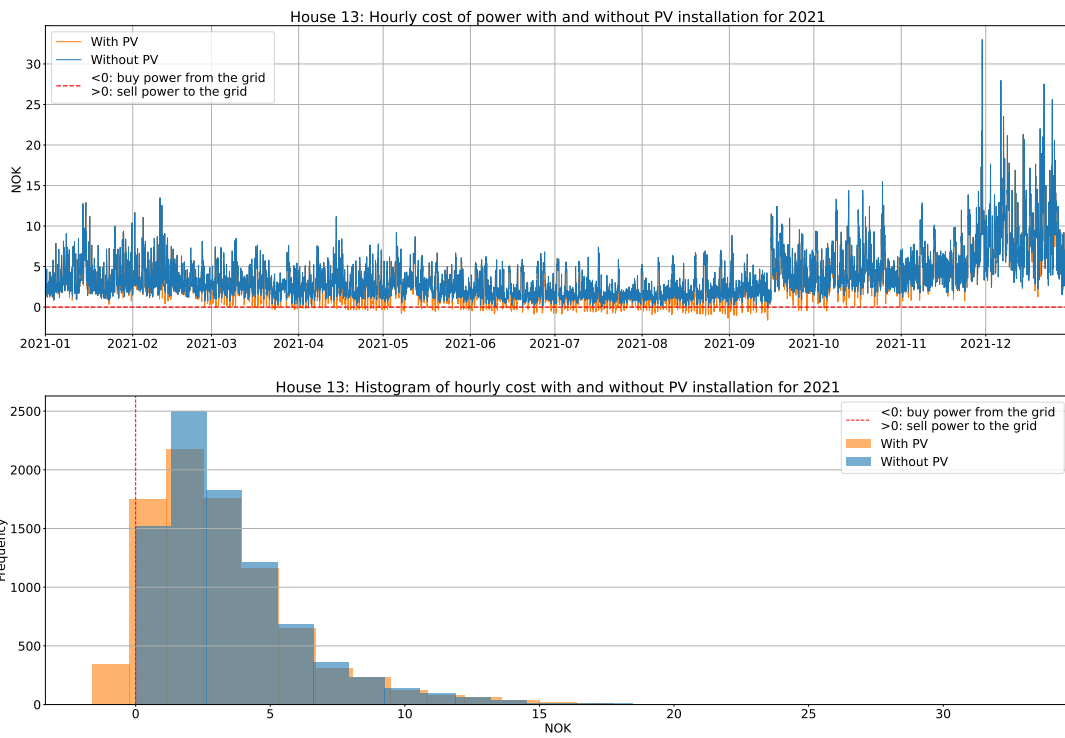 House 13: Hourly cost of power with and without PV installation for 2021
With PV
Without PV
<0: buy power from the grid
>0: sell power to the grid
NOK
30
25
20
15
10
5
0
2021-01 2021-02 2021-03 2021-04 2021-05 2021-06 2021-07 2021-08 2021-09 2021-10 2021-11 2021-12
House 13: Histogram of hourly cost with and without PV installation for 2021
<0: buy power from the grid
>0: sell power to the grid
With PV
Without PV
Frequency
2500
2000
1500
1000
500
0
0 5 10 15 20 25 30
NOK